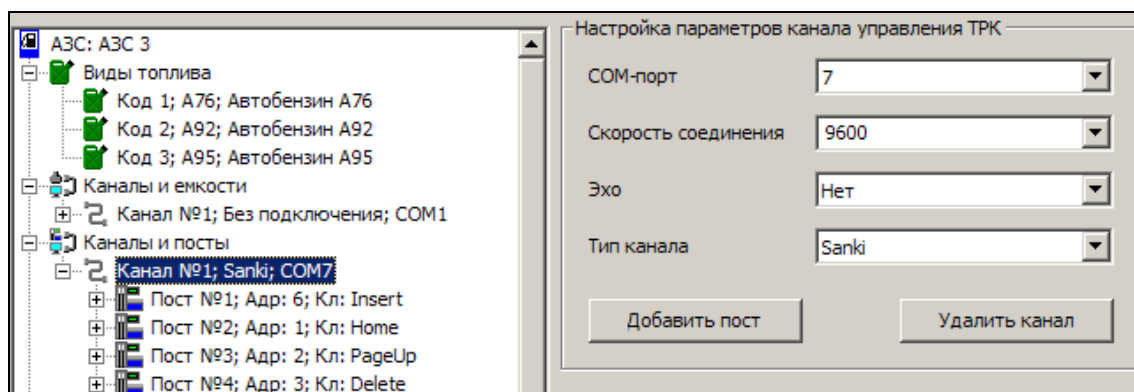 АЗС: АЗС 3
Виды топлива
Код 1; А76; Автобензин А76
Код 2; А92; Автобензин А92
Код 3; А95; Автобензин А95
Каналы и емкости
Канал №1; Без подключения; COM1
Каналы и посты
Канал №1; Sanki; COM7
Пост №1; Адр: 6; Кл: Insert
Пост №2; Адр: 1; Кл: Home
Пост №3; Адр: 2; Кл: PageUp
Пост №4; Адр: 3; Кл: Delete
Настройка параметров канала управления ТРК
COM-порт 7
Скорость соединения 9600
Эхо Нет
Тип канала Sanki
Добавить пост Удалить канал